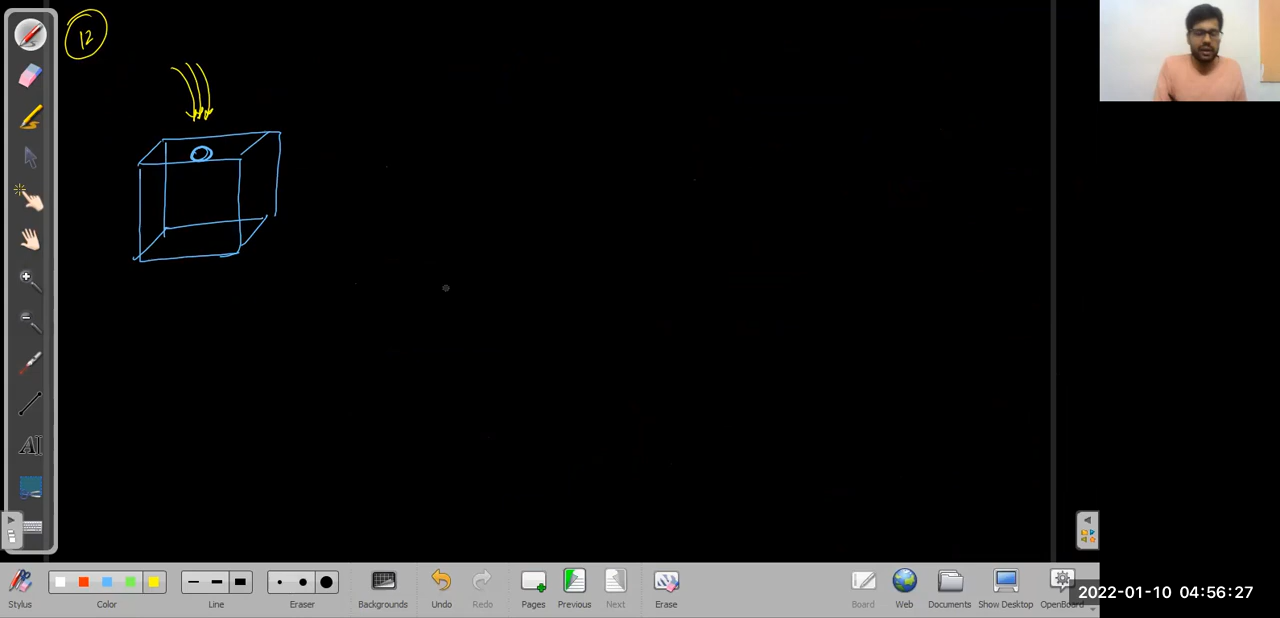 12
AI
Stylus
Color
Line
Eraser
Backgrounds
Undo
Redo
Pages
Previous
Next
Erase
Board
Web
Documents
Show Desktop
OpenBoard
2022-01-10 04:56:27